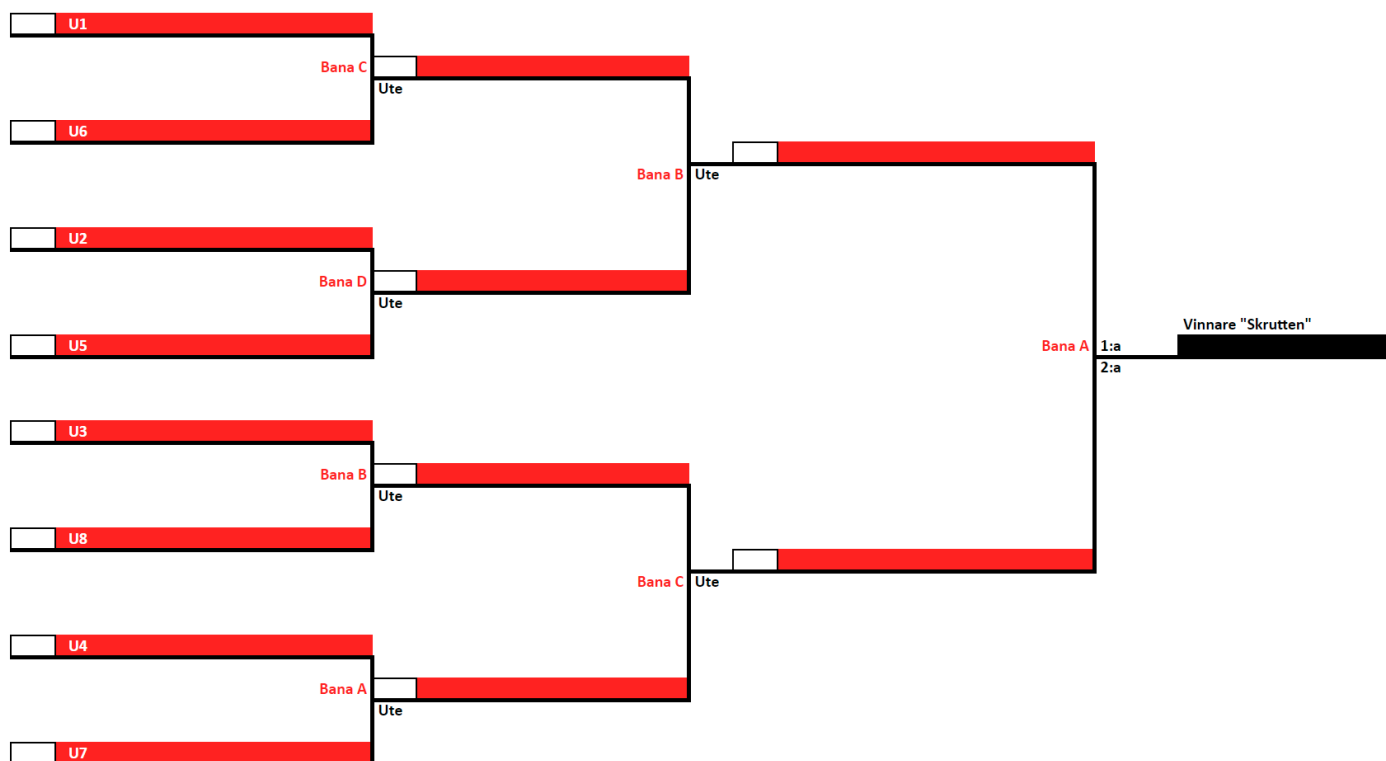 U1
Bana C
Ute
U6
Bana B
Ute
U2
Bana D
Ute
U5
Vinnare "Skrutten"
Bana A
1:a
2:a
U3
Bana B
Ute
U8
Bana C
Ute
U4
Bana A
Ute
U7